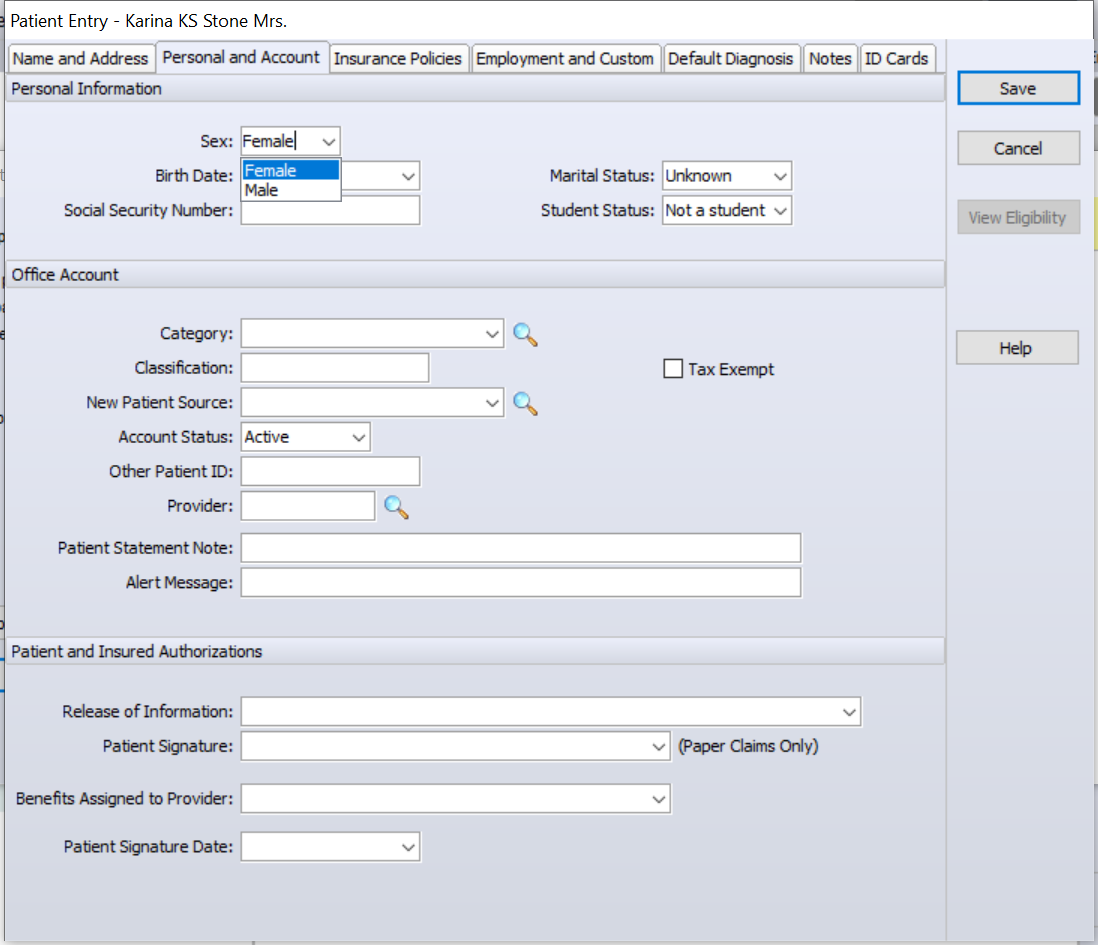 Patient Entry - Karina KS Stone Mrs.
Name and Address Personal and Account Insurance Policies Employment and Custom Default Diagnosis Notes ID Cards
Personal Information
Save
Sex: Female
Cancel
Female
Birth Date: Marital Status: Unknown
Male
Social Security Number: Student Status: Not a student
View Eligibility
Office Account
Category:
Help
Classification: Tax Exempt
New Patient Source:
Account Status: Active
Other Patient ID:
Provider:
Patient Statement Note:
Alert Message:
Patient and Insured Authorizations
Release of Information:
Patient Signature: (Paper Claims Only)
Benefits Assigned to Provider:
Patient Signature Date: